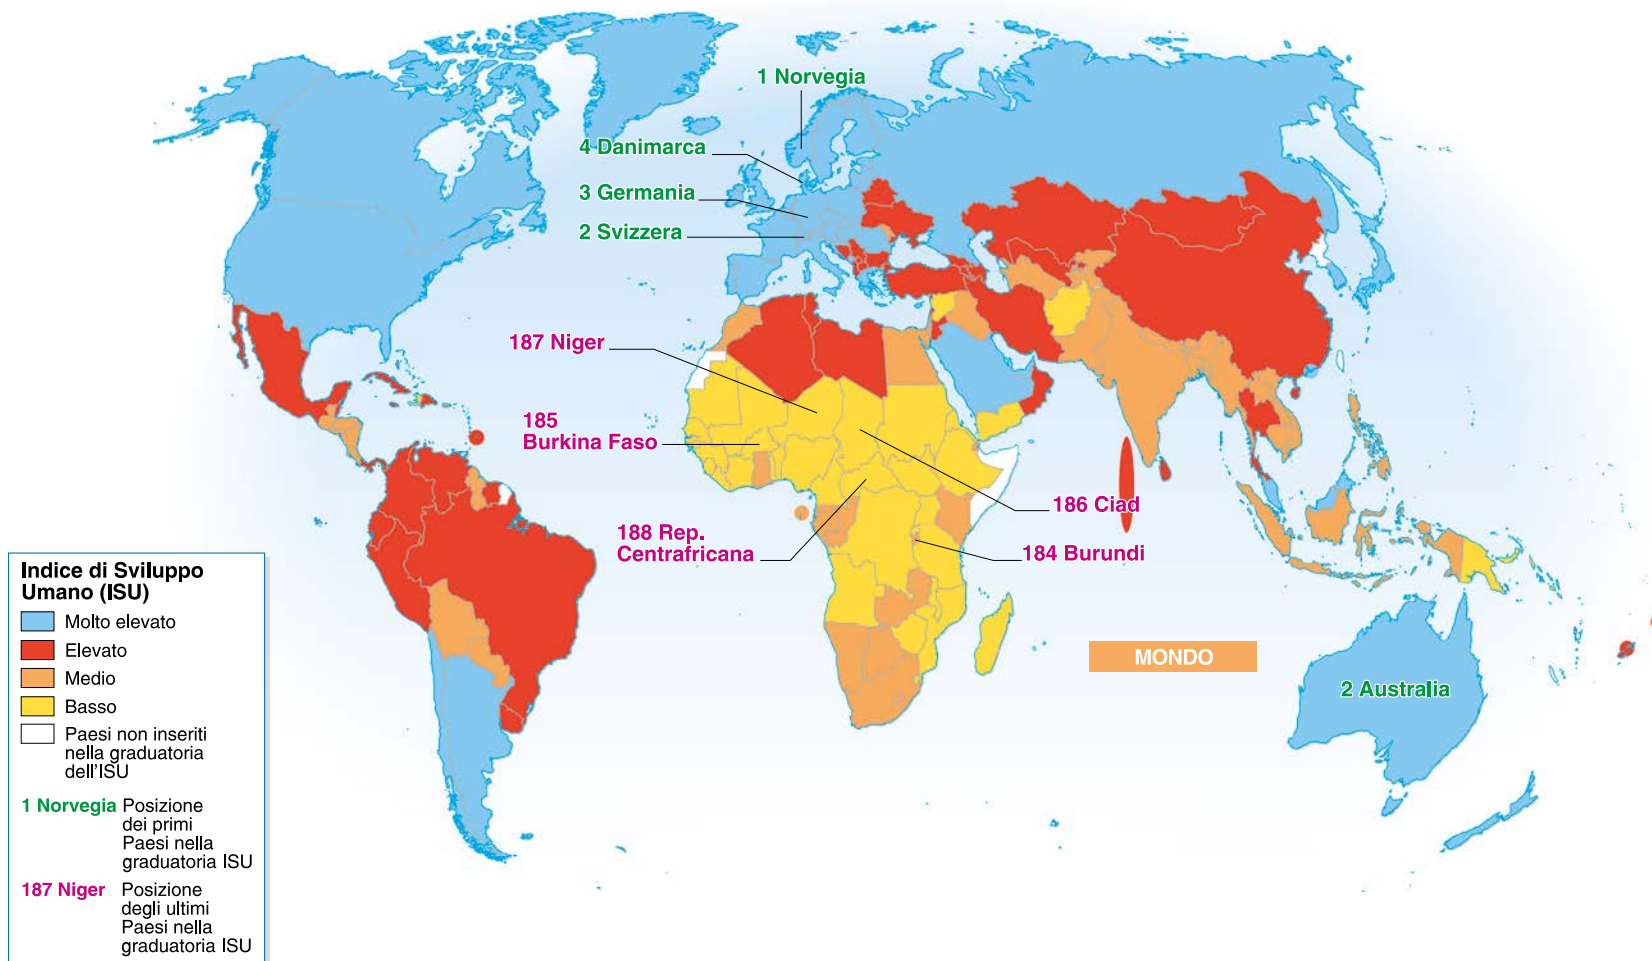 1 Norvegia
4 Danimarca
3 Germania
2 Svizzera
187 Niger
185
Burkina Faso
188 Rep.
Centrafricana
186 Ciad
184 Burundi
MONDO
2 Australia
Indice di Sviluppo
Umano (ISU)
Molto elevato
Elevato
Medio
Basso
Paesi non inseriti
nella graduatoria
dell'ISU
1 Norvegia Posizione
dei primi
Paesi nella
graduatoria ISU
187 Niger Posizione
degli ultimi
Paesi nella
graduatoria ISU